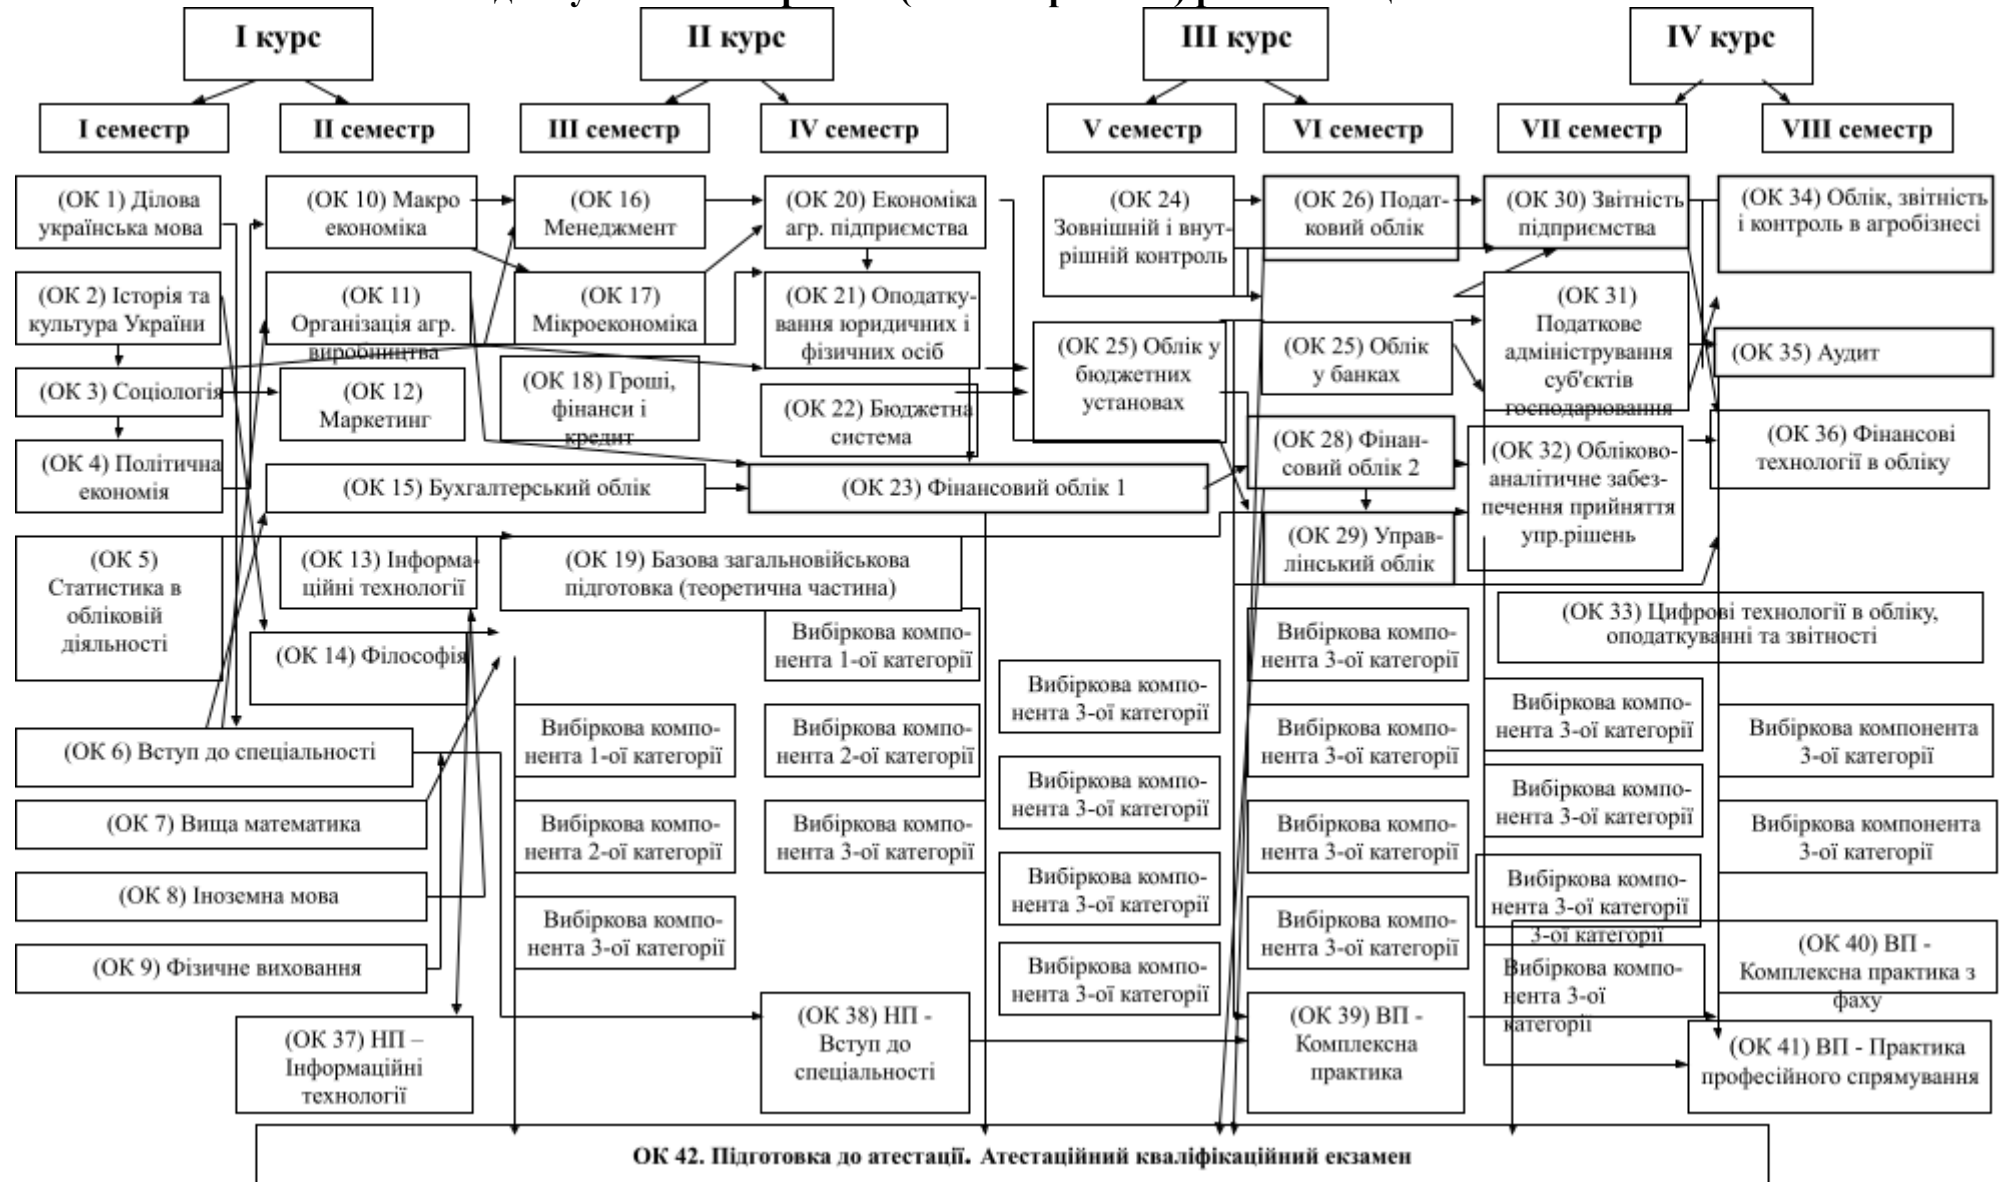 I курс
II курс
III курс
IV курс
I семестр
II семестр
III семестр
IV семестр
V семестр
VI семестр
VII семестр
VIII семестр
(ОК 1) Ділова
українська мова
(ОК 2) Історія та
культура України
(ОК 3) Соціологія
(ОК 4) Політична
економія
(ОК 5)
Статистика в
обліковій
діяльності
(ОК 6) Вступ до спеціальності
(ОК 7) Вища математика
(ОК 8) Іноземна мова
(ОК 9) Фізичне виховання
(ОК 10) Макро
економіка
(ОК 11)
Організація агр.
виробництва
(ОК 12)
Маркетинг
(ОК 15) Бухгалтерський облік
(ОК 13) Інформа-
ційні технології
(ОК 14) Філософія
(ОК 37) НП –
Інформаційні
технології
(ОК 16)
Менеджмент
(ОК 17)
Мікроекономіка
(ОК 18) Гроші,
фінанси і
кредит
(ОК 19) Базова загальновійськова
підготовка (теоретична частина)
Вибіркова компо-
нента 1-ої категорії
Вибіркова компо-
нента 2-ої категорії
Вибіркова компо-
нента 3-ої категорії
(ОК 20) Економіка
агр. підприємства
(ОК 21) Оподатку-
вання юридичних і
фізичних осіб
(ОК 22) Бюджетна
система
(ОК 23) Фінансовий облік 1
Вибіркова компо-
нента 1-ої категорії
Вибіркова компо-
нента 2-ої категорії
Вибіркова компо-
нента 3-ої категорії
(ОК 38) НП -
Вступ до
спеціальності
(ОК 24)
Зовнішній і внут-
рішній контроль
(ОК 25) Облік у
бюджетних
установах
Вибіркова компо-
нента 3-ої категорії
Вибіркова компо-
нента 3-ої категорії
Вибіркова компо-
нента 3-ої категорії
Вибіркова компо-
нента 3-ої категорії
(ОК 26) Подат-
ковий облік
(ОК 25) Облік
у банках
(ОК 28) Фінан-
совий облік 2
(ОК 29) Управ-
лінський облік
Вибіркова компо-
нента 3-ої категорії
Вибіркова компо-
нента 3-ої категорії
Вибіркова компо-
нента 3-ої категорії
Вибіркова компо-
нента 3-ої категорії
(ОК 39) ВП -
Комплексна
практика
(ОК 30) Звітність
підприємства
(ОК 31)
Податкове
адміністрування
суб'єктів
господарювання
(ОК 32) Обліково-
аналітичне забез-
печення прийняття
упр.рішень
(ОК 33) Цифрові технології в обліку,
оподаткуванні та звітності
Вибіркова компо-
нента 3-ої категорії
Вибіркова компо-
нента 3-ої категорії
Вибіркова компо-
нента 3-ої категорії
3-ої категорії
Вибіркова компо-
нента 3-ої
категорії
(ОК 34) Облік, звітність
і контроль в агробізнесі
(ОК 35) Аудит
(ОК 36) Фінансові
технології в обліку
Вибіркова компонента
3-ої категорії
Вибіркова компонента
3-ої категорії
(ОК 40) ВП -
Комплексна практика з
фаху
(ОК 41) ВП - Практика
професійного спрямування
ОК 42. Підготовка до атестації. Атестаційний кваліфікаційний екзамен